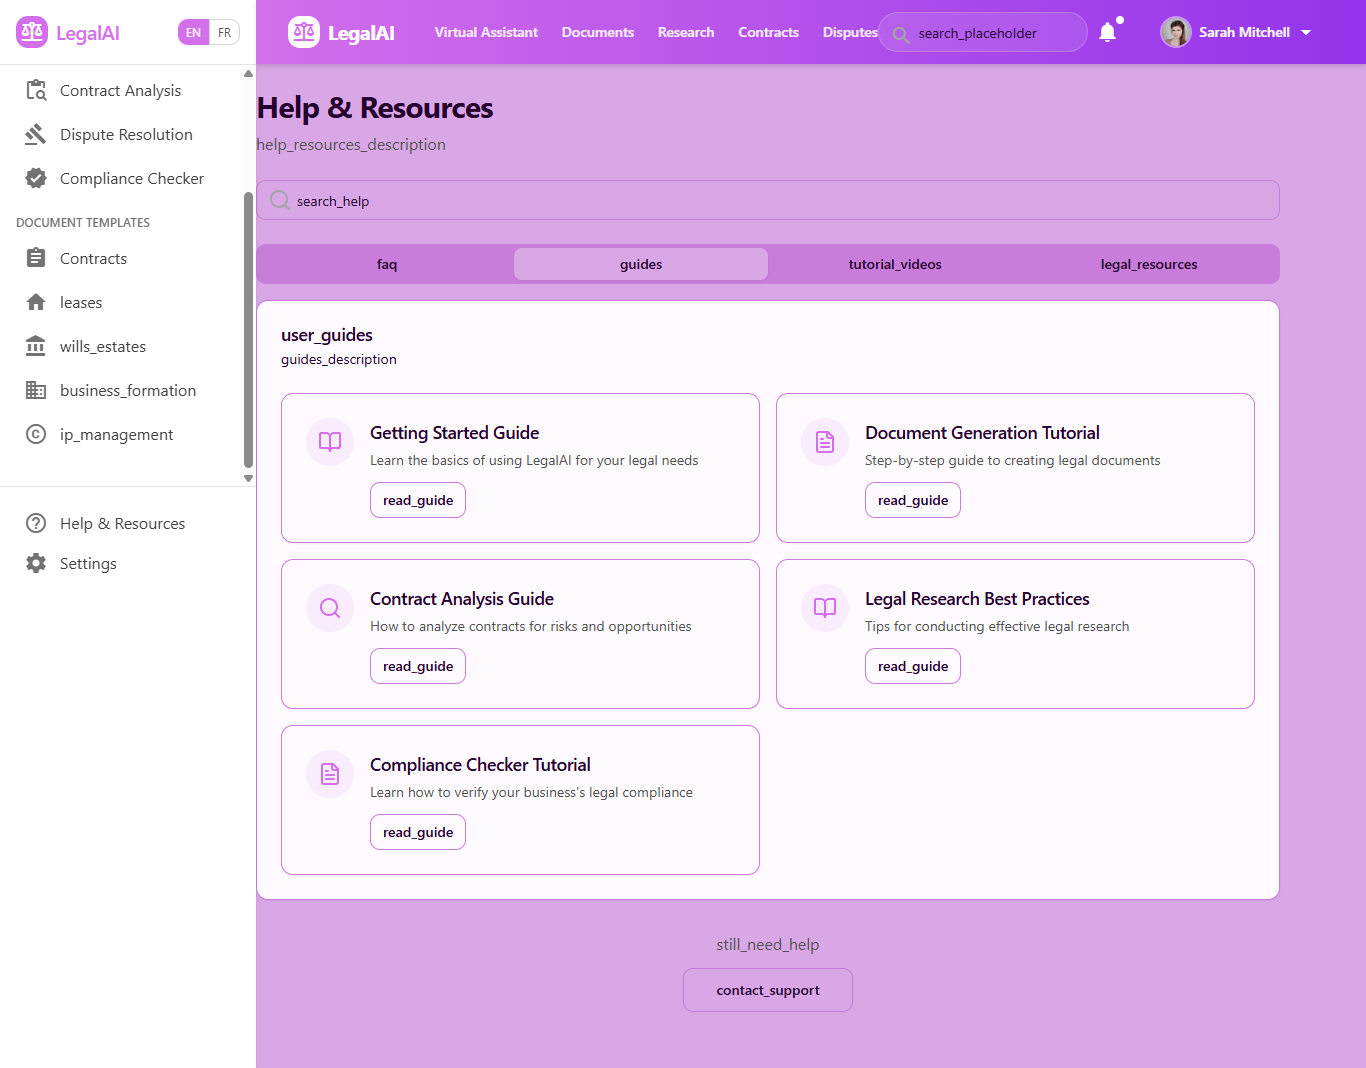 LegalAI
EN FR
Contract Analysis
Dispute Resolution
Compliance Checker
DOCUMENT TEMPLATES
Contracts
leases
wills_estates
business_formation
ip_management
Help & Resources
Settings
LegalAI
Virtual Assistant Documents Research Contracts Disputes
search_placeholder
Sarah Mitchell
Help & Resources
help_resources_description
search_help
faq guides tutorial_videos legal_resources
user_guides
guides_description
Getting Started Guide
Learn the basics of using LegalAI for your legal needs
read_guide
Document Generation Tutorial
Step-by-step guide to creating legal documents
read_guide
Contract Analysis Guide
How to analyze contracts for risks and opportunities
read_guide
Legal Research Best Practices
Tips for conducting effective legal research
read_guide
Compliance Checker Tutorial
Learn how to verify your business's legal compliance
read_guide
still_need_help
contact_support